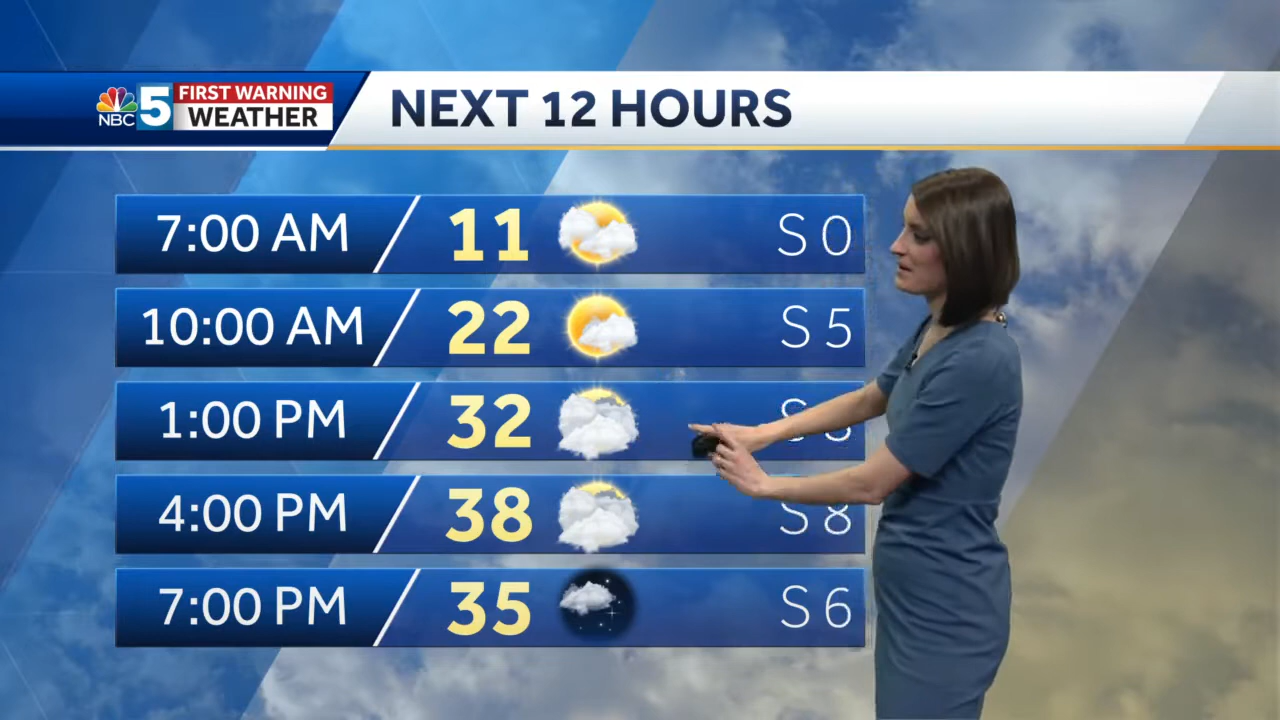 NBC 5 FIRST WARNING WEATHER
NEXT 12 HOURS
7:00 AM 11 S 0
10:00 AM 22 S 5
1:00 PM 32 S
4:00 PM 38 S 8
7:00 PM 35 S 6